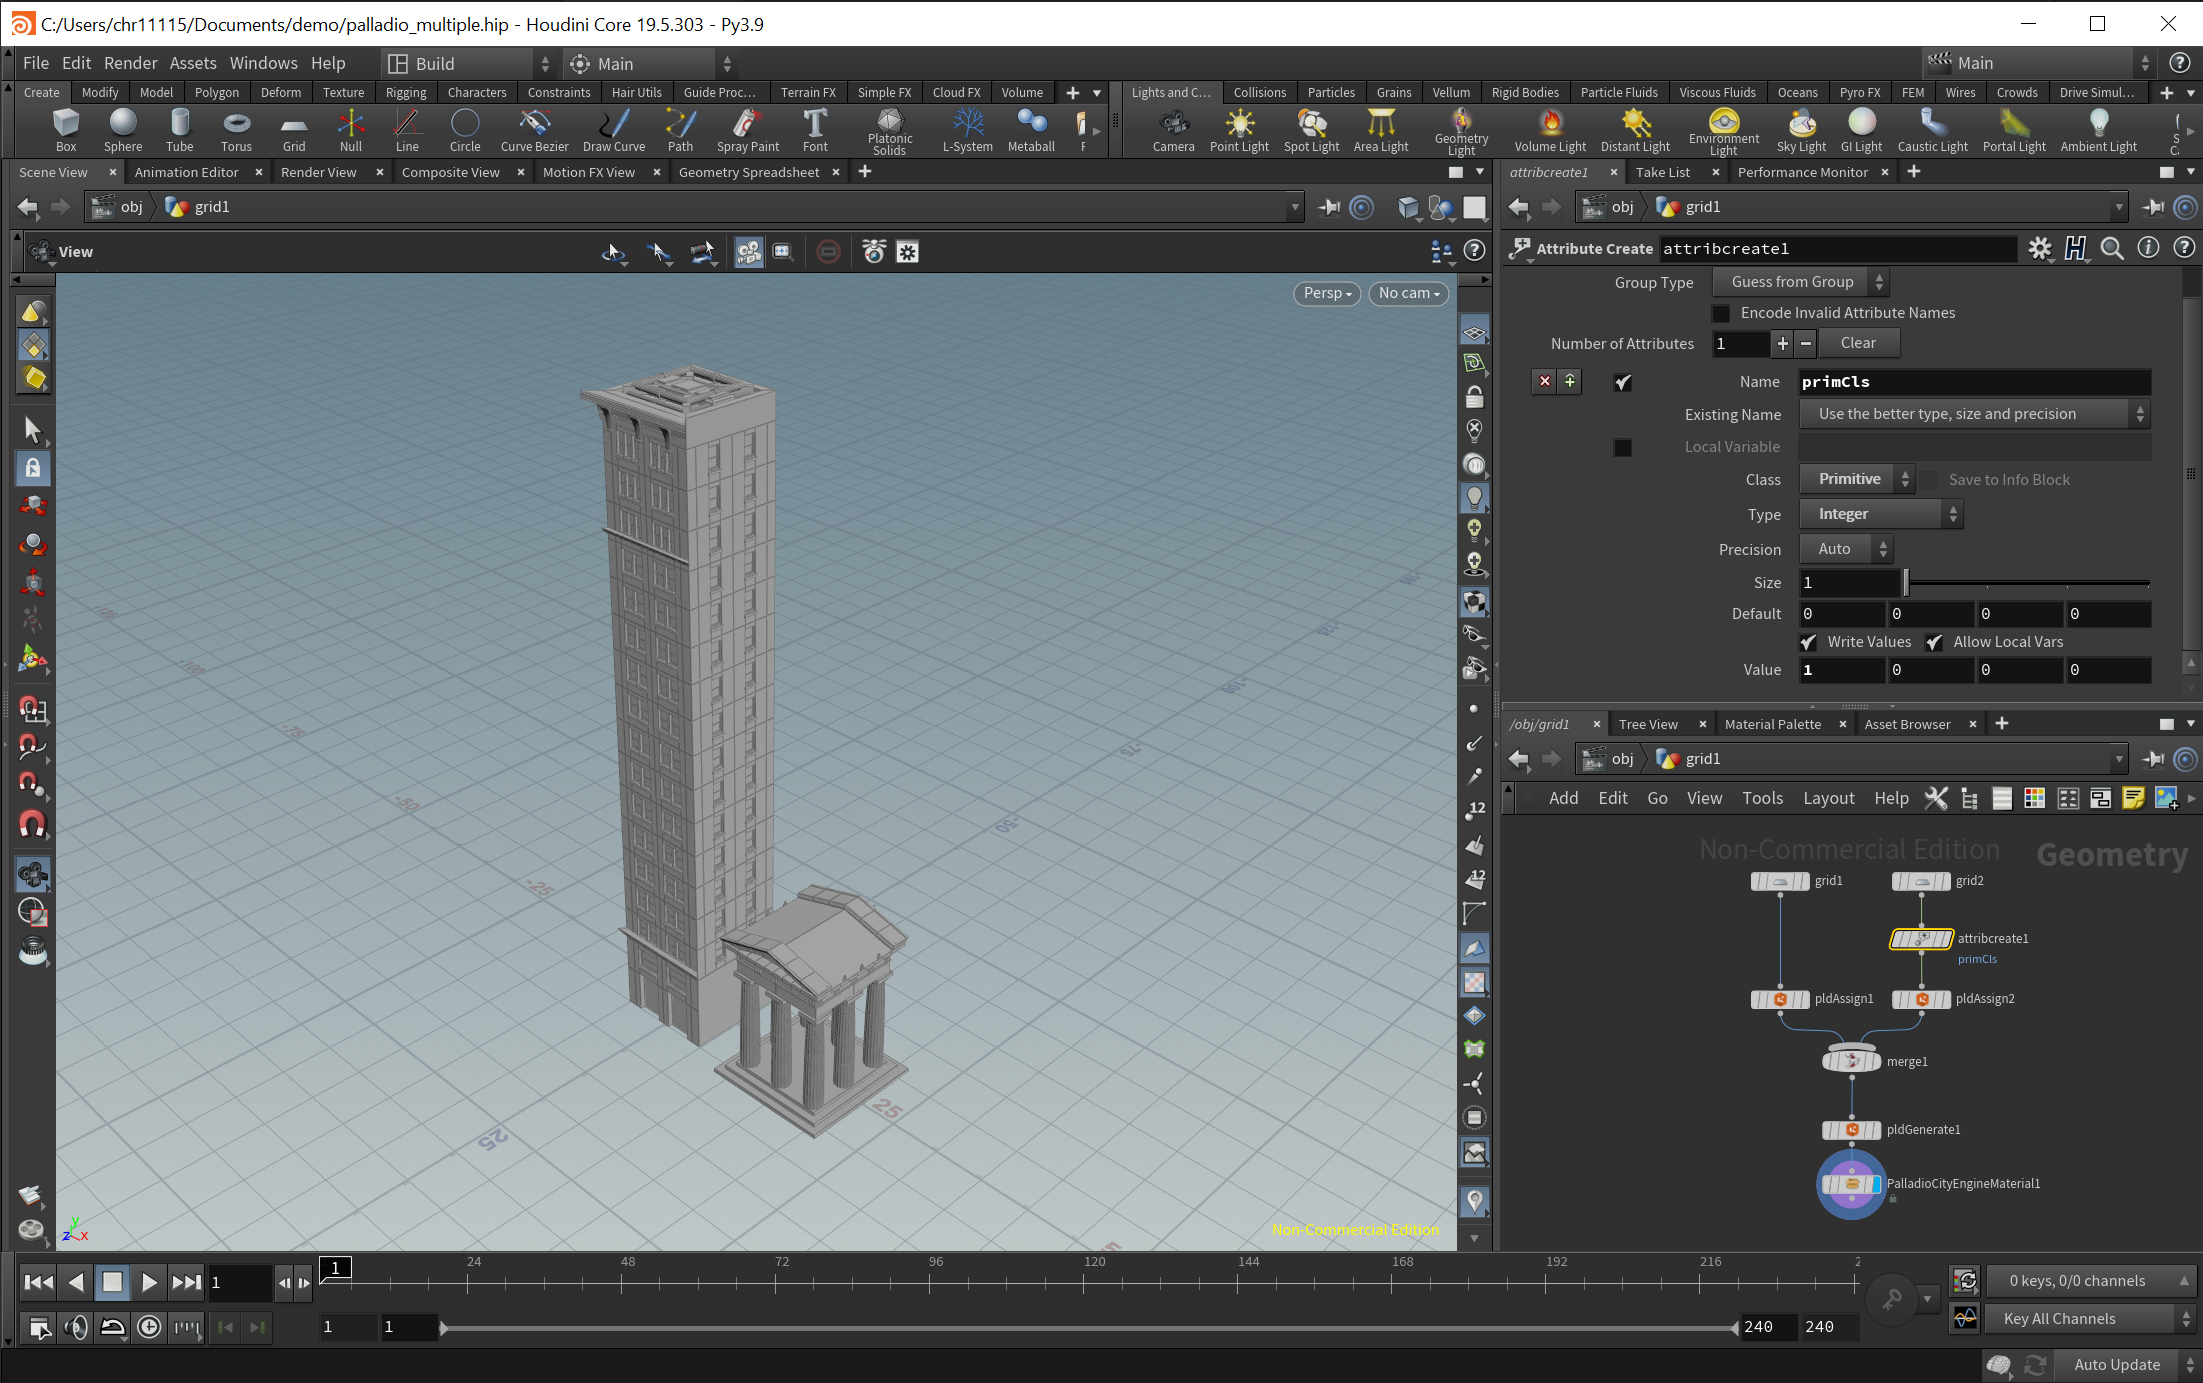 C:/Users/chr11115/Documents/demo/palladio_multiple.hip - Houdini Core 19.5.303 - Py3.9
File Edit Render Assets Windows Help Build Main Main
Create Modify Model Polygon Deform Texture Rigging Characters Constraints Hair Utils Guide Proc... Terrain FX Simple FX Cloud FX Volume
Box Sphere Tube Torus Grid Null Line Circle Curve Bezier Draw Curve Path Spray Paint Font Platonic Solids L-System Metaball F
Lights and C... Collisions Particles Grains Vellum Rigid Bodies Particle Fluids Viscous Fluids Oceans Pyro FX FEM Wires Crowds Drive Simul...
Camera Point Light Spot Light Area Light Geometry Light Volume Light Distant Light Environment Light Sky Light GI Light Caustic Light Portal Light Ambient Light
Scene View Animation Editor Render View Composite View Motion FX View Geometry Spreadsheet
obj grid1
View
Persp No cam
-100
-75
-50
-25
25
25
-50
-75
-100
Non-Commercial Edition
12
12
attribcreate1 Take List Performance Monitor
obj grid1
Attribute Create attribcreate1
Group Type Guess from Group
Encode Invalid Attribute Names
Number of Attributes 1 Clear
Name primCls
Existing Name Use the better type, size and precision
Local Variable
Class Primitive Save to Info Block
Type Integer
Precision Auto
Size 1
Default 0 0 0 0
Write Values Allow Local Vars
Value 1 0 0 0
/obj/grid1 Tree View Material Palette Asset Browser
obj grid1
Add Edit Go View Tools Layout Help
Non-Commercial Edition Geometry
grid1 grid2
attribcreate1
primCls
pldAssign1 pldAssign2
merge1
pldGenerate1
PalladioCityEngineMaterial1
z y x
1 1 24 48 72 96 120 144 168 192 216 2
0 keys, 0/0 channels
1 1 240 240
Key All Channels
Auto Update